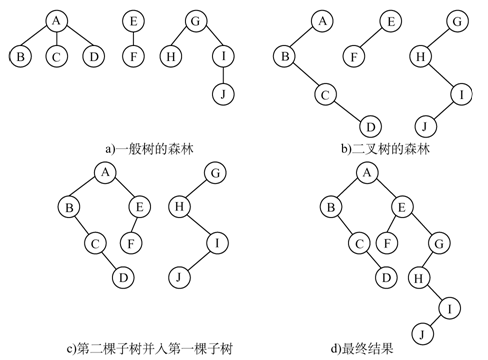 A E G
B C D F H I
J
a)一般树的森林
A E G
B F H
C I
D J
b)二叉树的森林
A G
B E H
C F I
D J
c)第二棵子树并入第一棵子树
A
B E
C F G
D H
I
J
d)最终结果